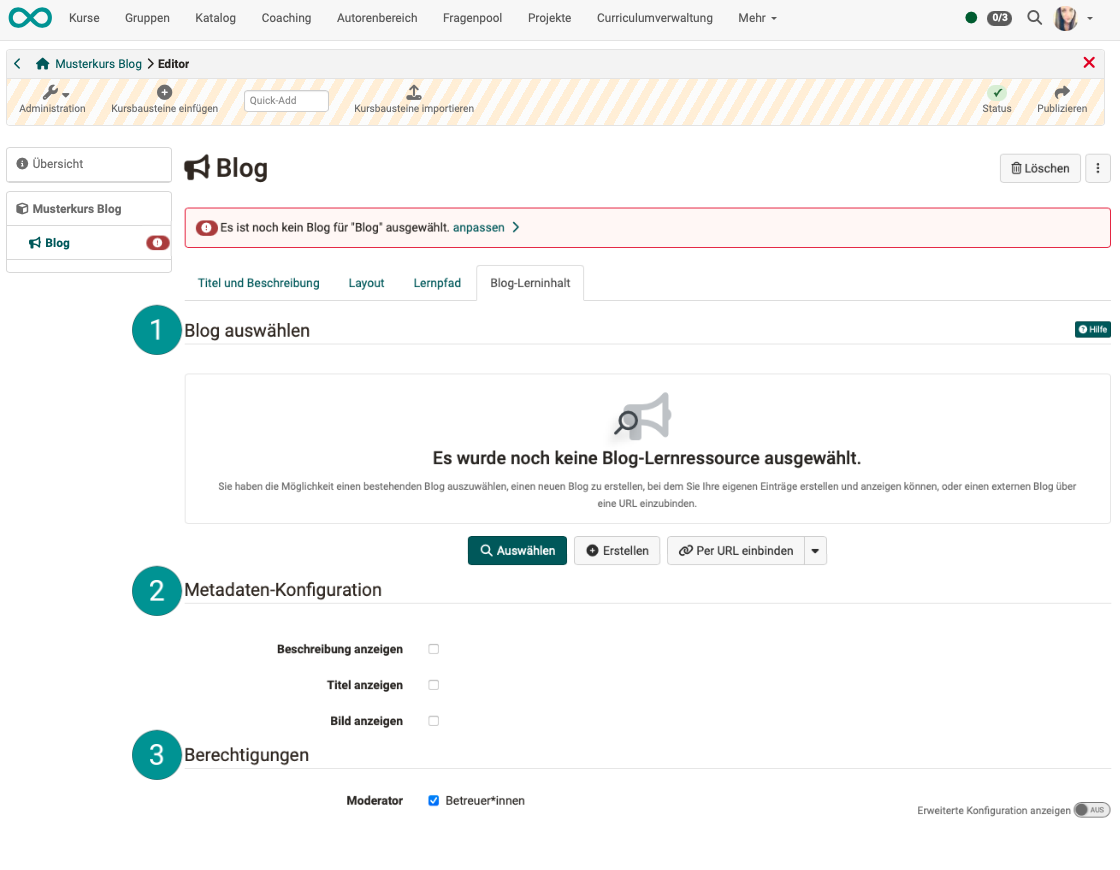 Kurse Gruppen Katalog Coaching Autorenbereich Fragenpool Projekte Curriculumverwaltung Mehr 0/3
Musterkurs Blog Editor
Administration Kursbausteine einfügen Quick-Add Kursbausteine importieren Status Publizieren
Übersicht
Blog
Löschen
Musterkurs Blog
Blog
Es ist noch kein Blog für "Blog" ausgewählt. anpassen
Titel und Beschreibung Layout Lernpfad Blog-Lerninhalt
1 Blog auswählen Hilfe
Es wurde noch keine Blog-Lernressource ausgewählt.
Sie haben die Möglichkeit einen bestehenden Blog auszuwählen, einen neuen Blog zu erstellen, bei dem Sie Ihre eigenen Einträge erstellen und anzeigen können, oder einen externen Blog über
eine URL einzubinden.
Auswählen Erstellen Per URL einbinden
2 Metadaten-Konfiguration
Beschreibung anzeigen
Titel anzeigen
Bild anzeigen
3 Berechtigungen
Moderator Betreuer*innen
Erweiterte Konfiguration anzeigen AUS